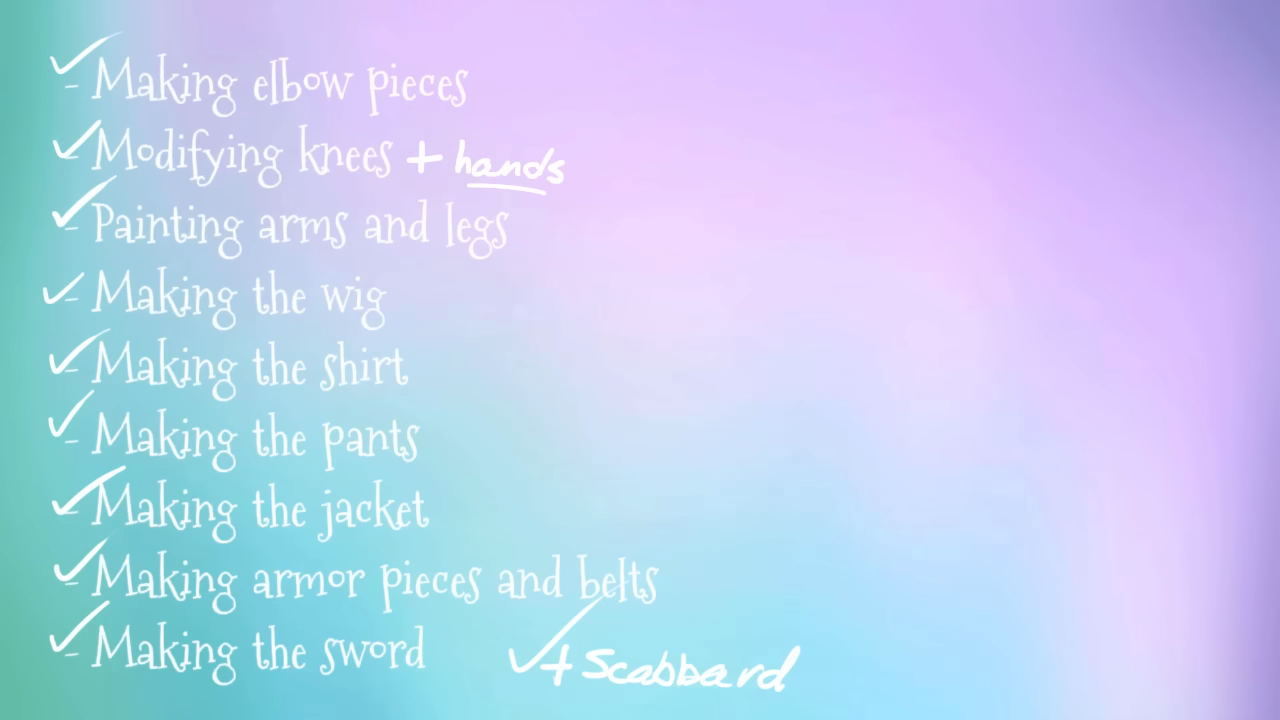 ✓- Making elbow pieces
✓- Modifying knees + hands
✓- Painting arms and legs
✓- Making the wig
✓- Making the shirt
✓- Making the pants
✓- Making the jacket
✓- Making armor pieces and belts
✓- Making the sword ✓+ Scabbard